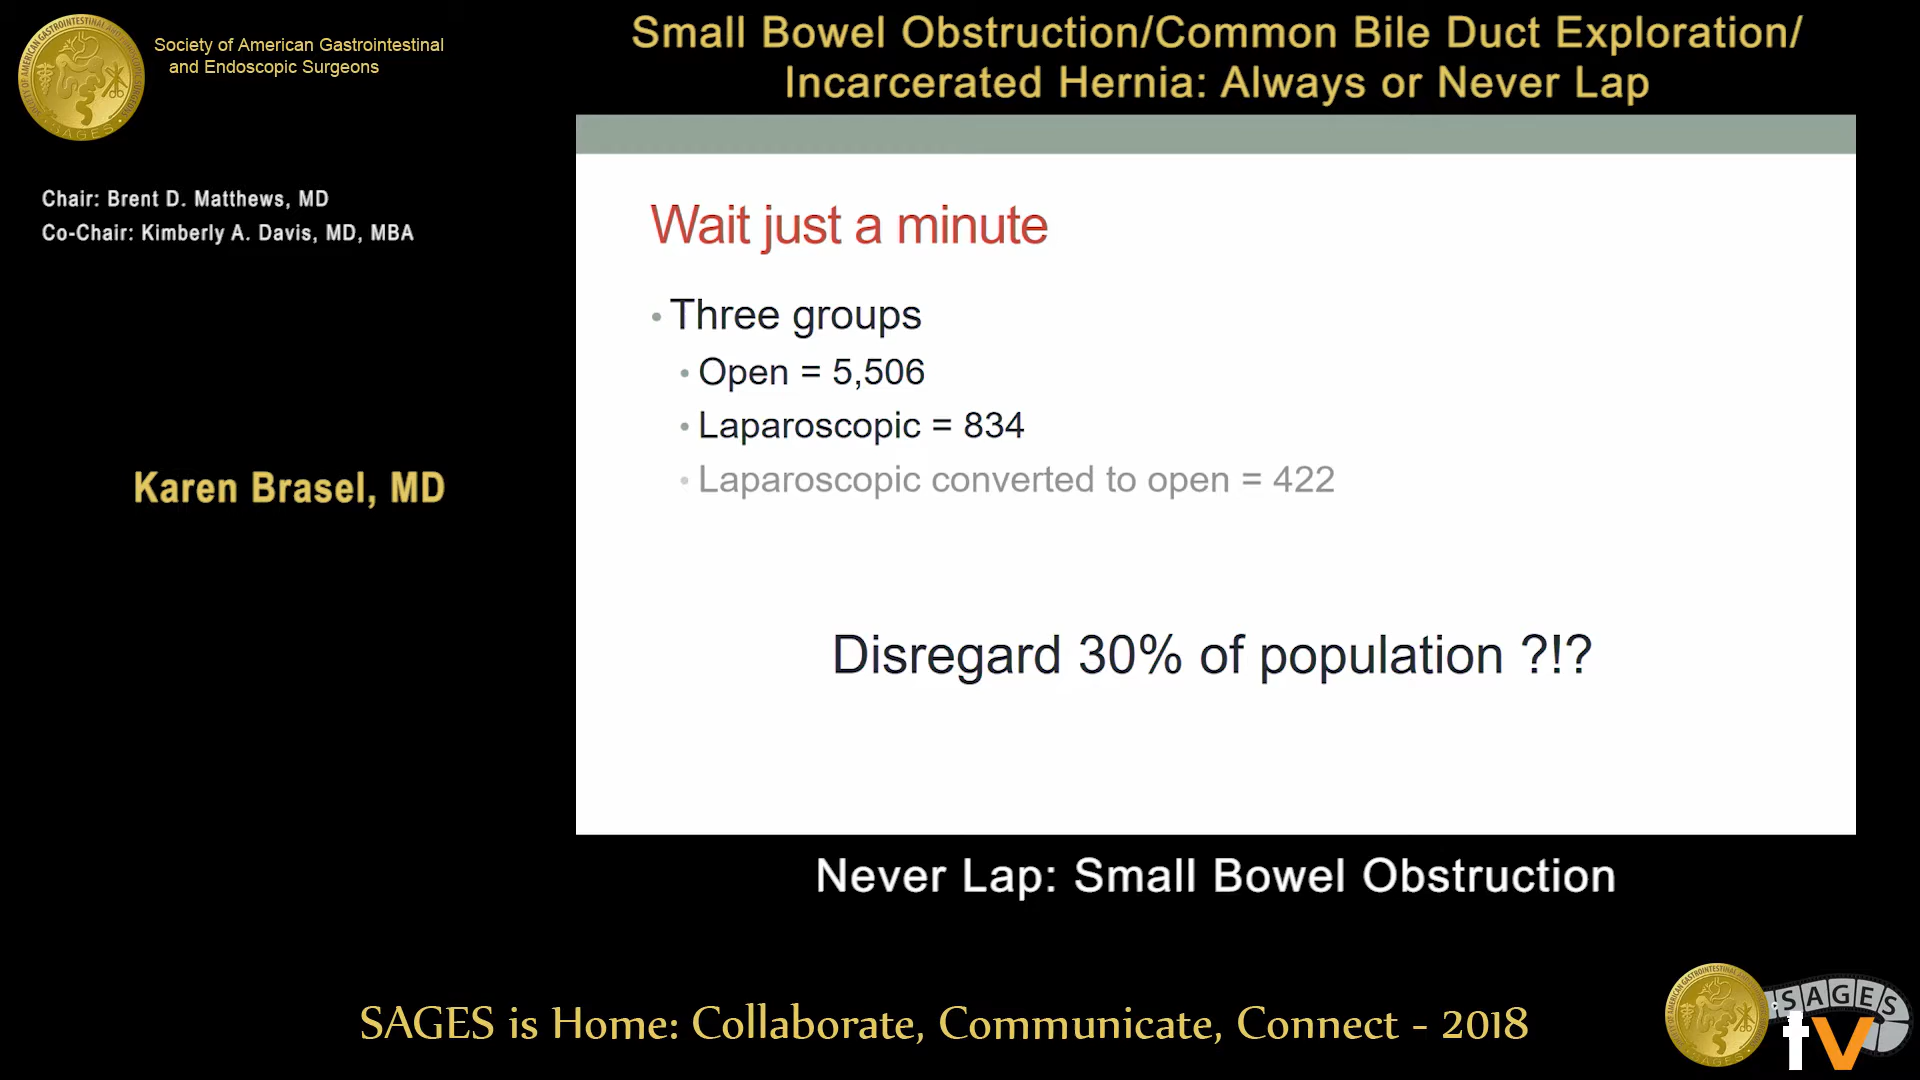 Society of American Gastrointestinal
and Endoscopic Surgeons
Small Bowel Obstruction/Common Bile Duct Exploration/
Incarcerated Hernia: Always or Never Lap
Chair: Brent D. Matthews, MD
Co-Chair: Kimberly A. Davis, MD, MBA
Karen Brasel, MD
Wait just a minute
• Three groups
• Open = 5,506
• Laparoscopic = 834
• Laparoscopic converted to open = 422
Disregard 30% of population ?!?
Never Lap: Small Bowel Obstruction
SAGES is Home: Collaborate, Communicate, Connect - 2018
SAGES
tv